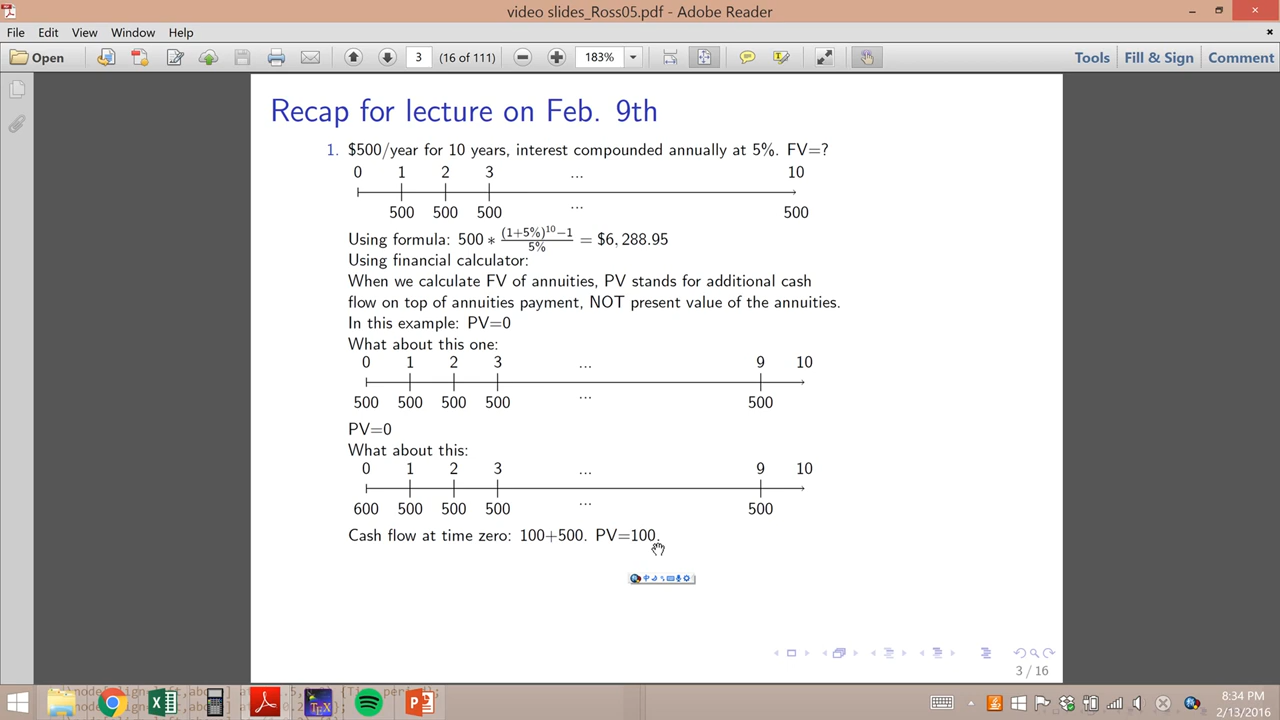 video slides_Ross05.pdf - Adobe Reader
File Edit View Window Help
Open 3 (16 of 111) 183% Tools Fill & Sign Comment
Recap for lecture on Feb. 9th
1. $500/year for 10 years, interest compounded annually at 5%. FV=?
0 1 2 3 ... 10
500 500 500 ... 500
Using formula: 500 * (1+5%)^10−1 / 5% = $6, 288.95
Using financial calculator:
When we calculate FV of annuities, PV stands for additional cash
flow on top of annuities payment, NOT present value of the annuities.
In this example: PV=0
What about this one:
0 1 2 3 ... 9 10
500 500 500 500 ... 500
PV=0
What about this:
0 1 2 3 ... 9 10
600 500 500 500 ... 500
Cash flow at time zero: 100+500. PV=100.
中
3 / 16
8:34 PM
2/13/2016